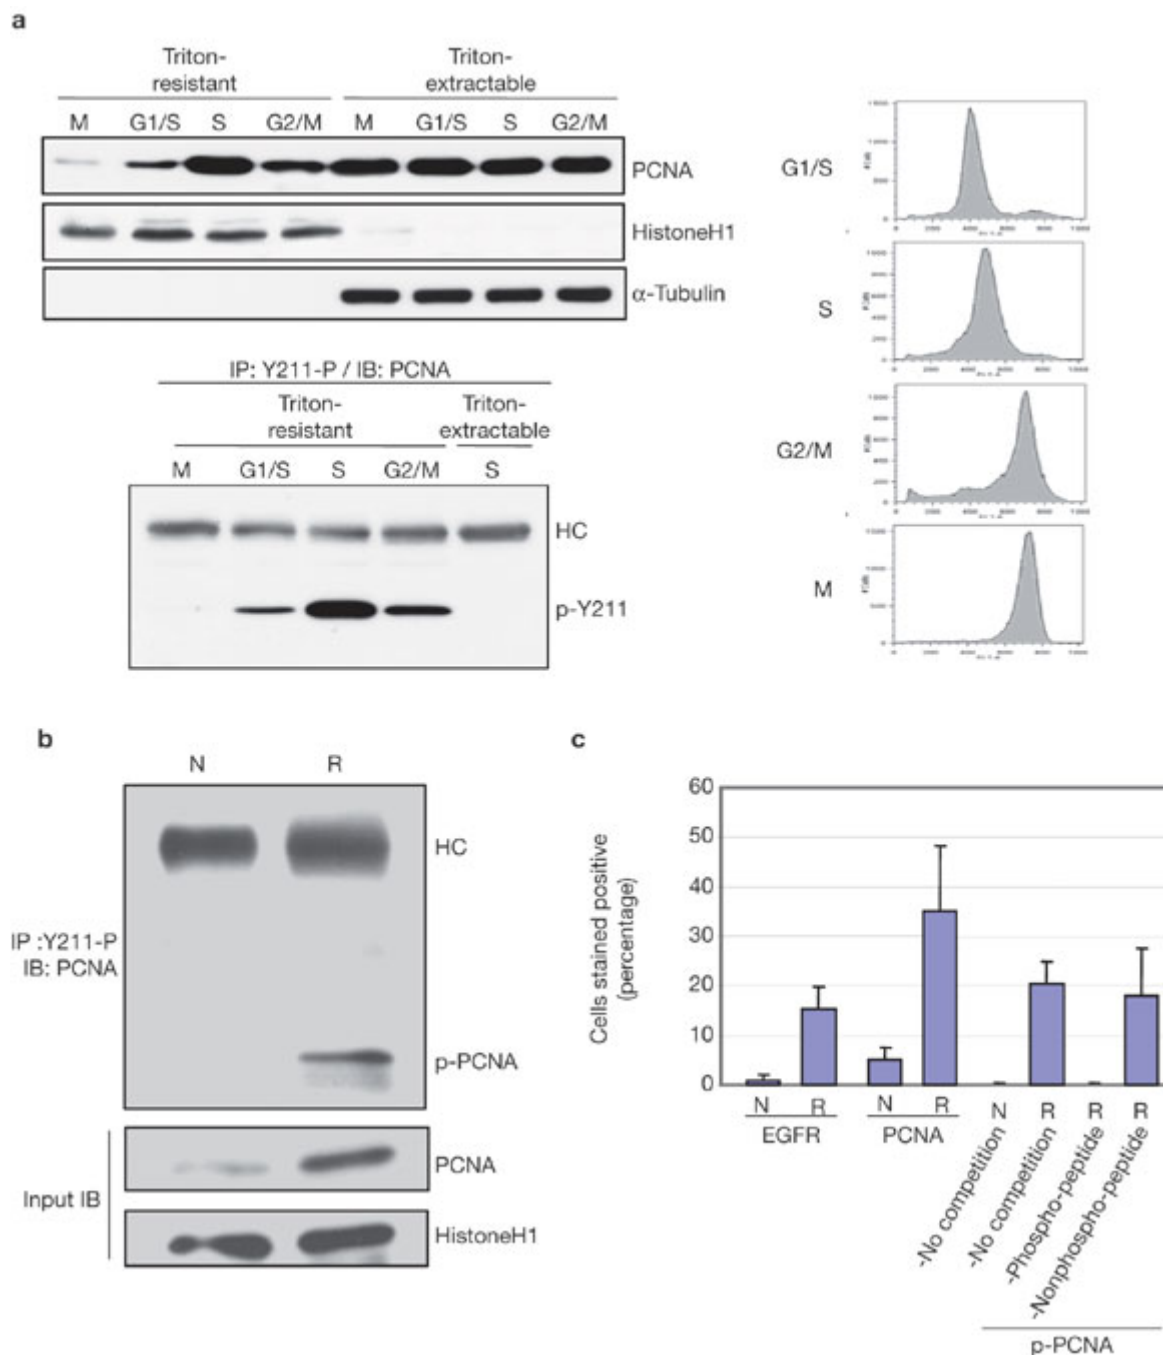 a
Triton-
resistant
Triton-
extractable
M G1/S S G2/M M G1/S S G2/M
PCNA
HistoneH1
α-Tubulin
G1/S
S
G2/M
M
IP: Y211-P / IB: PCNA
Triton-
resistant
Triton-
extractable
M G1/S S G2/M S
HC
p-Y211
b
N R
HC
IP :Y211-P
IB: PCNA
p-PCNA
Input IB
PCNA
HistoneH1
c
Cells stained positive
(percentage)
60
50
40
30
20
10
0
N R N R N R R R
EGFR PCNA
-No competition
-No competition
-Phospho-peptide
-Nonphospho-peptide
p-PCNA